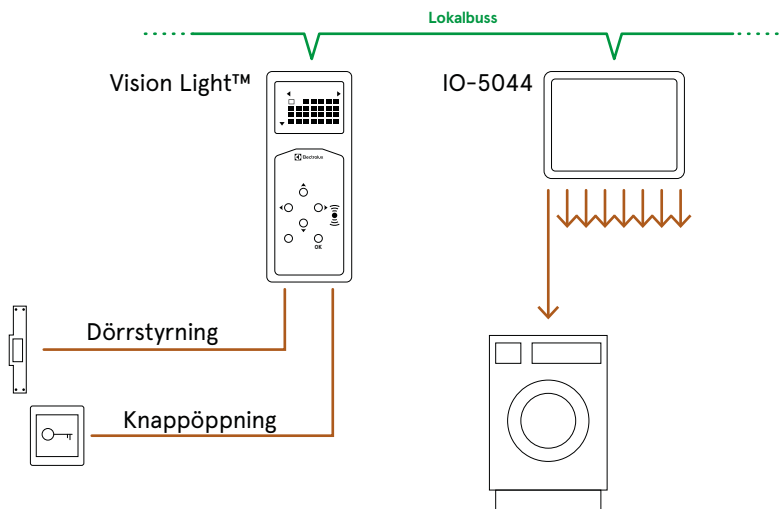 Lokalbuss
Vision Light™
IO-5044
Electrolux
OK
Dörrstyrning
Knappöppning